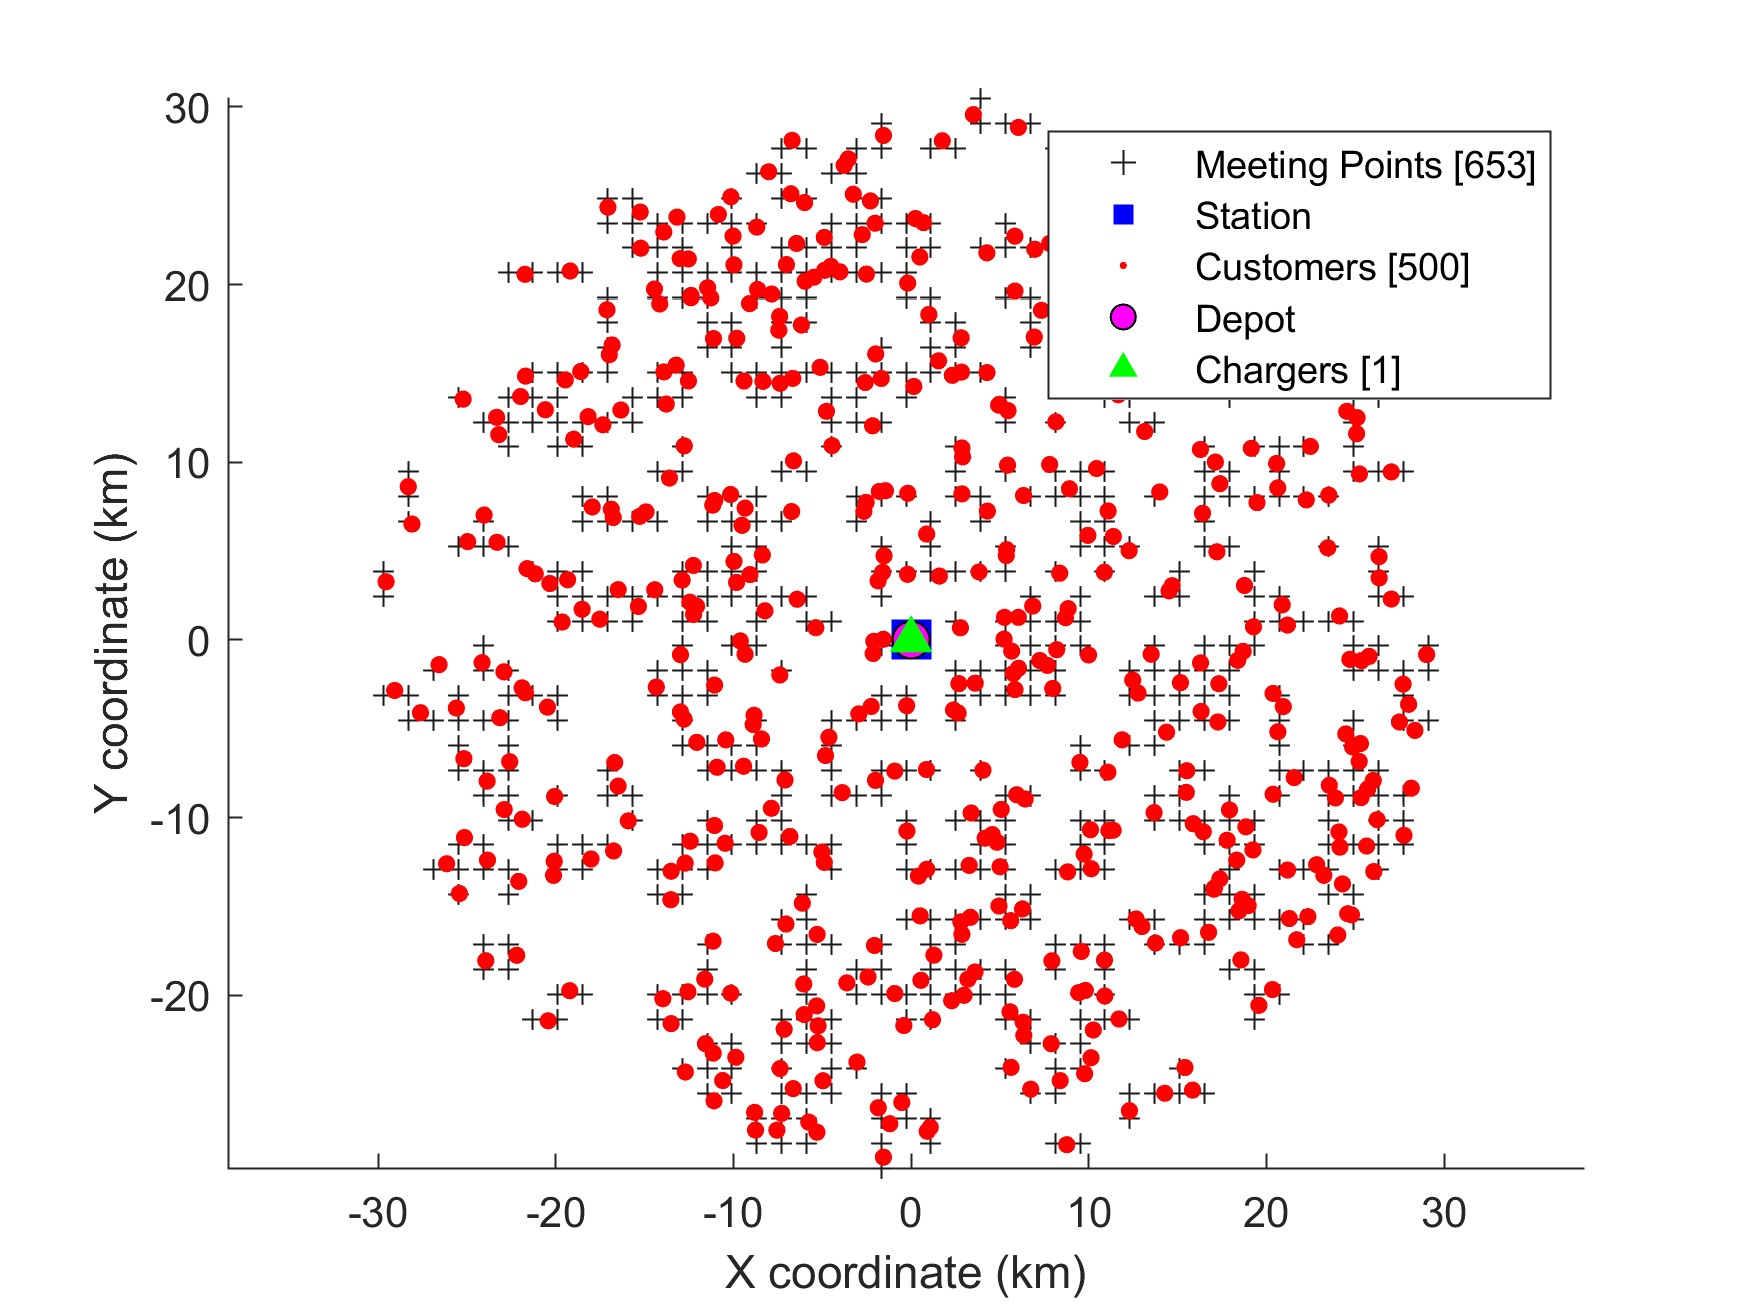 30
20
10
0
-10
-20
Y coordinate (km)
Meeting Points [653]
Station
Customers [500]
Depot
Chargers [1]
-30
-20
-10
0
10
20
30
X coordinate (km)